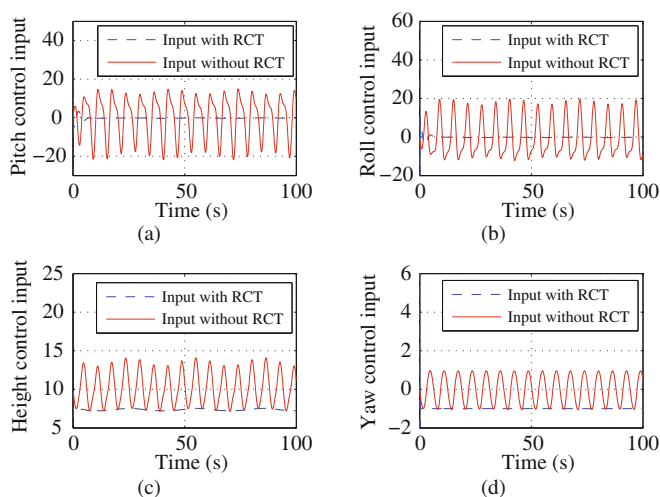 Pitch control input
40
20
0
−20
Input with RCT
Input without RCT
0
50
100
Time (s)
(a)
Roll control input
60
40
20
0
−20
Input with RCT
Input without RCT
0
50
100
Time (s)
(b)
Height control input
25
20
15
10
5
Input with RCT
Input without RCT
0
50
100
Time (s)
(c)
Yaw control input
6
4
2
0
−2
Input with RCT
Input without RCT
0
50
100
Time (s)
(d)